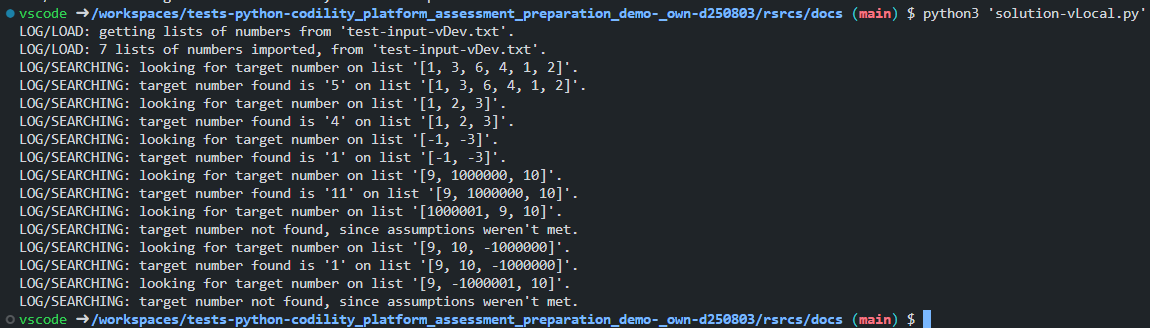 vscode ➜/workspaces/tests-python-codility_platform_assessment_preparation_demo-_own-d250803/rsrcs/docs (main) $ python3 'solution-vLocal.py'
LOG/LOAD: getting lists of numbers from 'test-input-vDev.txt'.
LOG/LOAD: 7 lists of numbers imported, from 'test-input-vDev.txt'.
LOG/SEARCHING: looking for target number on list '[1, 3, 6, 4, 1, 2]'.
LOG/SEARCHING: target number found is '5' on list '[1, 3, 6, 4, 1, 2]'.
LOG/SEARCHING: looking for target number on list '[1, 2, 3]'.
LOG/SEARCHING: target number found is '4' on list '[1, 2, 3]'.
LOG/SEARCHING: looking for target number on list '[-1, -3]'.
LOG/SEARCHING: target number found is '1' on list '[-1, -3]'.
LOG/SEARCHING: looking for target number on list '[9, 1000000, 10]'.
LOG/SEARCHING: target number found is '11' on list '[9, 1000000, 10]'.
LOG/SEARCHING: looking for target number on list '[1000001, 9, 10]'.
LOG/SEARCHING: target number not found, since assumptions weren't met.
LOG/SEARCHING: looking for target number on list '[9, 10, -1000000]'.
LOG/SEARCHING: target number found is '1' on list '[9, 10, -1000000]'.
LOG/SEARCHING: looking for target number on list '[9, -1000001, 10]'.
LOG/SEARCHING: target number not found, since assumptions weren't met.
vscode ➜/workspaces/tests-python-codility_platform_assessment_preparation_demo-_own-d250803/rsrcs/docs (main) $